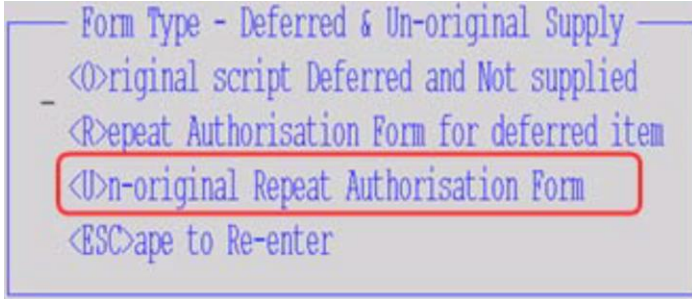 Form Type - Deferred & Un-original Supply
<O>riginal script Deferred and Not supplied
<R>epeat Authorisation Form for deferred item
<U>n-original Repeat Authorisation Form
<ESC>ape to Re-enter